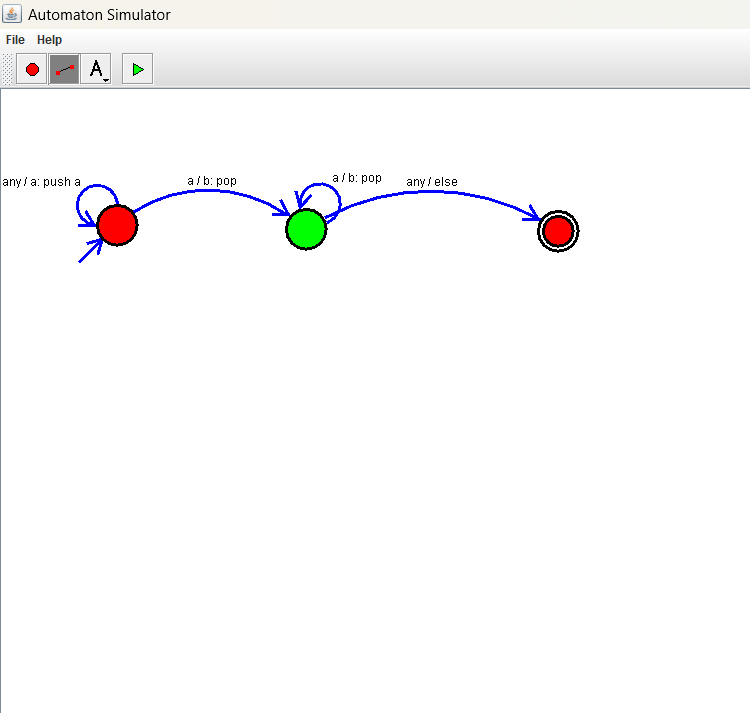 Automaton Simulator
File Help
A
any / a: push a
a / b: pop
a / b: pop
any / else